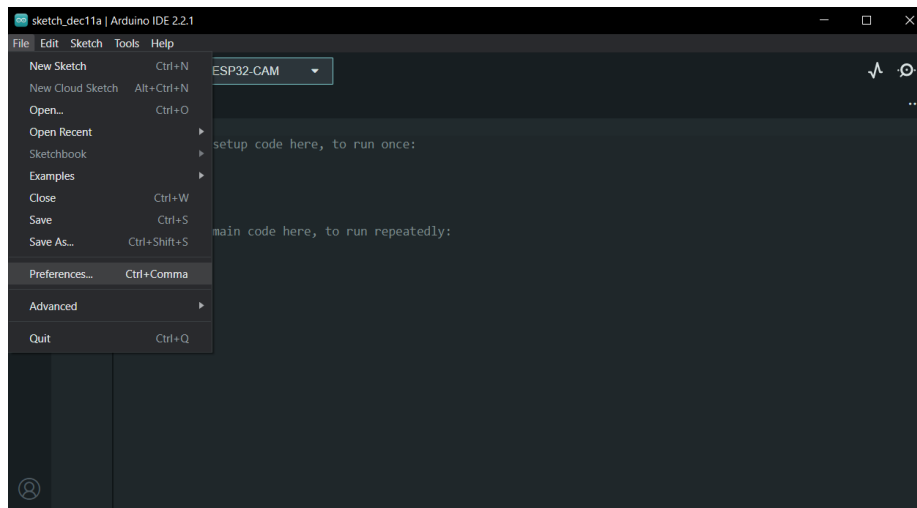 sketch_dec11a | Arduino IDE 2.2.1
File Edit Sketch Tools Help
New Sketch Ctrl+N
ESP32-CAM
New Cloud Sketch Alt+Ctrl+N
Open... Ctrl+O
Open Recent
setup code here, to run once:
Sketchbook
Examples
Close Ctrl+W
Save Ctrl+S
main code here, to run repeatedly:
Save As... Ctrl+Shift+S
Preferences... Ctrl+Comma
Advanced
Quit Ctrl+Q